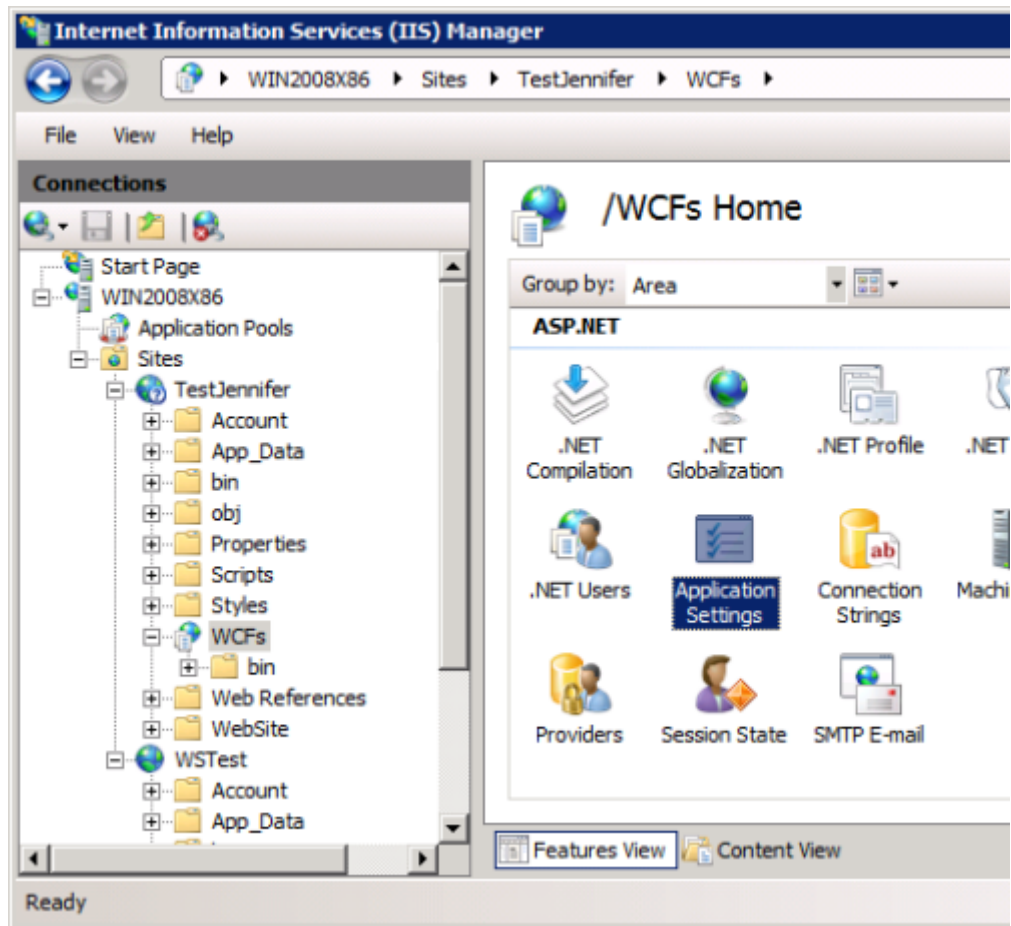 Internet Information Services (IIS) Manager
WIN2008X86 Sites TestJennifer WCFs
File View Help
Connections
Start Page
WIN2008X86
Application Pools
Sites
TestJennifer
Account
App_Data
bin
obj
Properties
Scripts
Styles
WCFs
bin
Web References
WebSite
WSTest
Account
App_Data
/WCFs Home
Group by: Area
ASP.NET
.NET
Compilation
.NET
Globalization
.NET Profile
.NET
.NET Users
Application
Settings
ab
Connection
Strings
Machi
Providers
Session State
SMTP E-mail
Features View
Content View
Ready